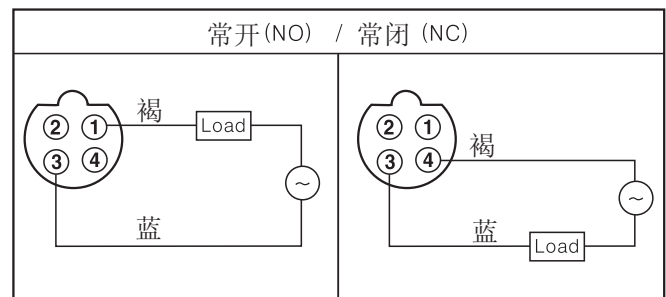 常开(NO) / 常闭(NC)
② ① 褐 Load
③ ④
~
蓝
② ①
③ ④ 褐
~
蓝 Load